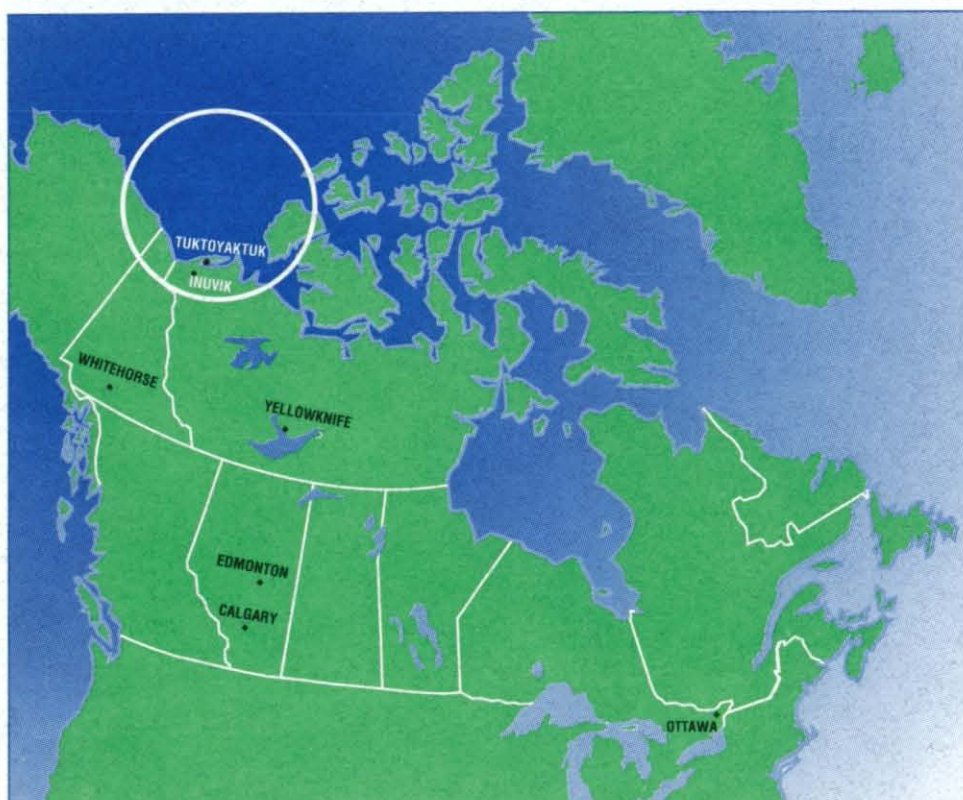 TUKTOYAKTUK
INUVIK
WHITEHORSE
YELLOWKNIFE
EDMONTON
CALGARY
OTTAWA